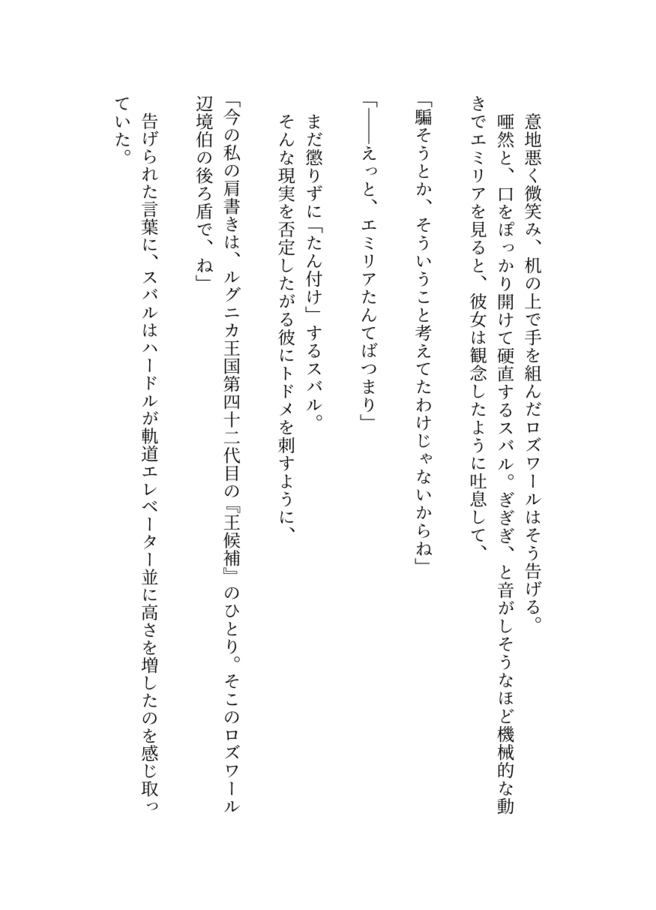 意地悪く微笑み、机の上で手を組んだロズワールはそう告げる。
　唖然と、口をぽっかり開けて硬直するスバル。ぎぎぎ、と音がしそうなほど機械的な動
きでエミリアを見ると、彼女は観念したように吐息して、
「騙そうとか、そういうこと考えてたわけじゃないからね」
「――えっと、エミリアたんてばつまり」
　まだ懲りずに「たん付け」するスバル。
　そんな現実を否定したがる彼にトドメを刺すように、
「今の私の肩書きは、ルグニカ王国第四十二代目の『王候補』のひとり。そこのロズワール
辺境伯の後ろ盾で、ね」
　告げられた言葉に、スバルはハードルが軌道エレベーター並に高さを増したのを感じ取っ
ていた。